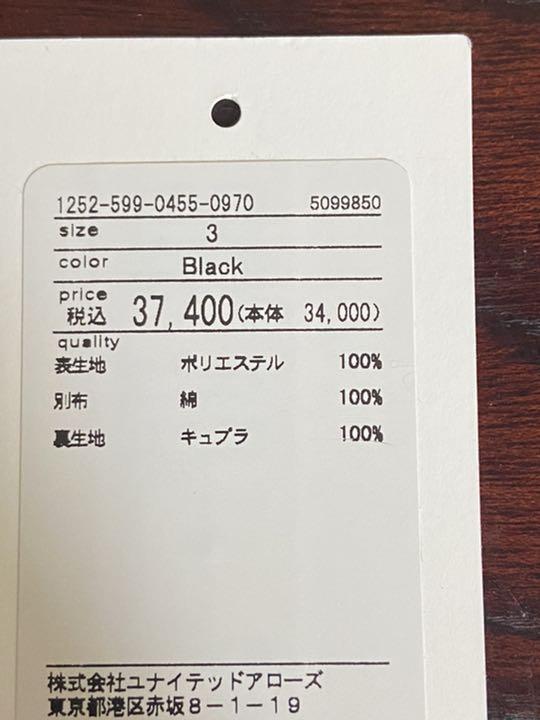 1252-599-0455-0970 5099850
size 3
color Black
price
税込 37,400(本体 34,000)
quality
表生地 ポリエステル 100%
別布 綿 100%
裏生地 キュプラ 100%
株式会社ユナイテッドアローズ
東京都港区赤坂8-1-19